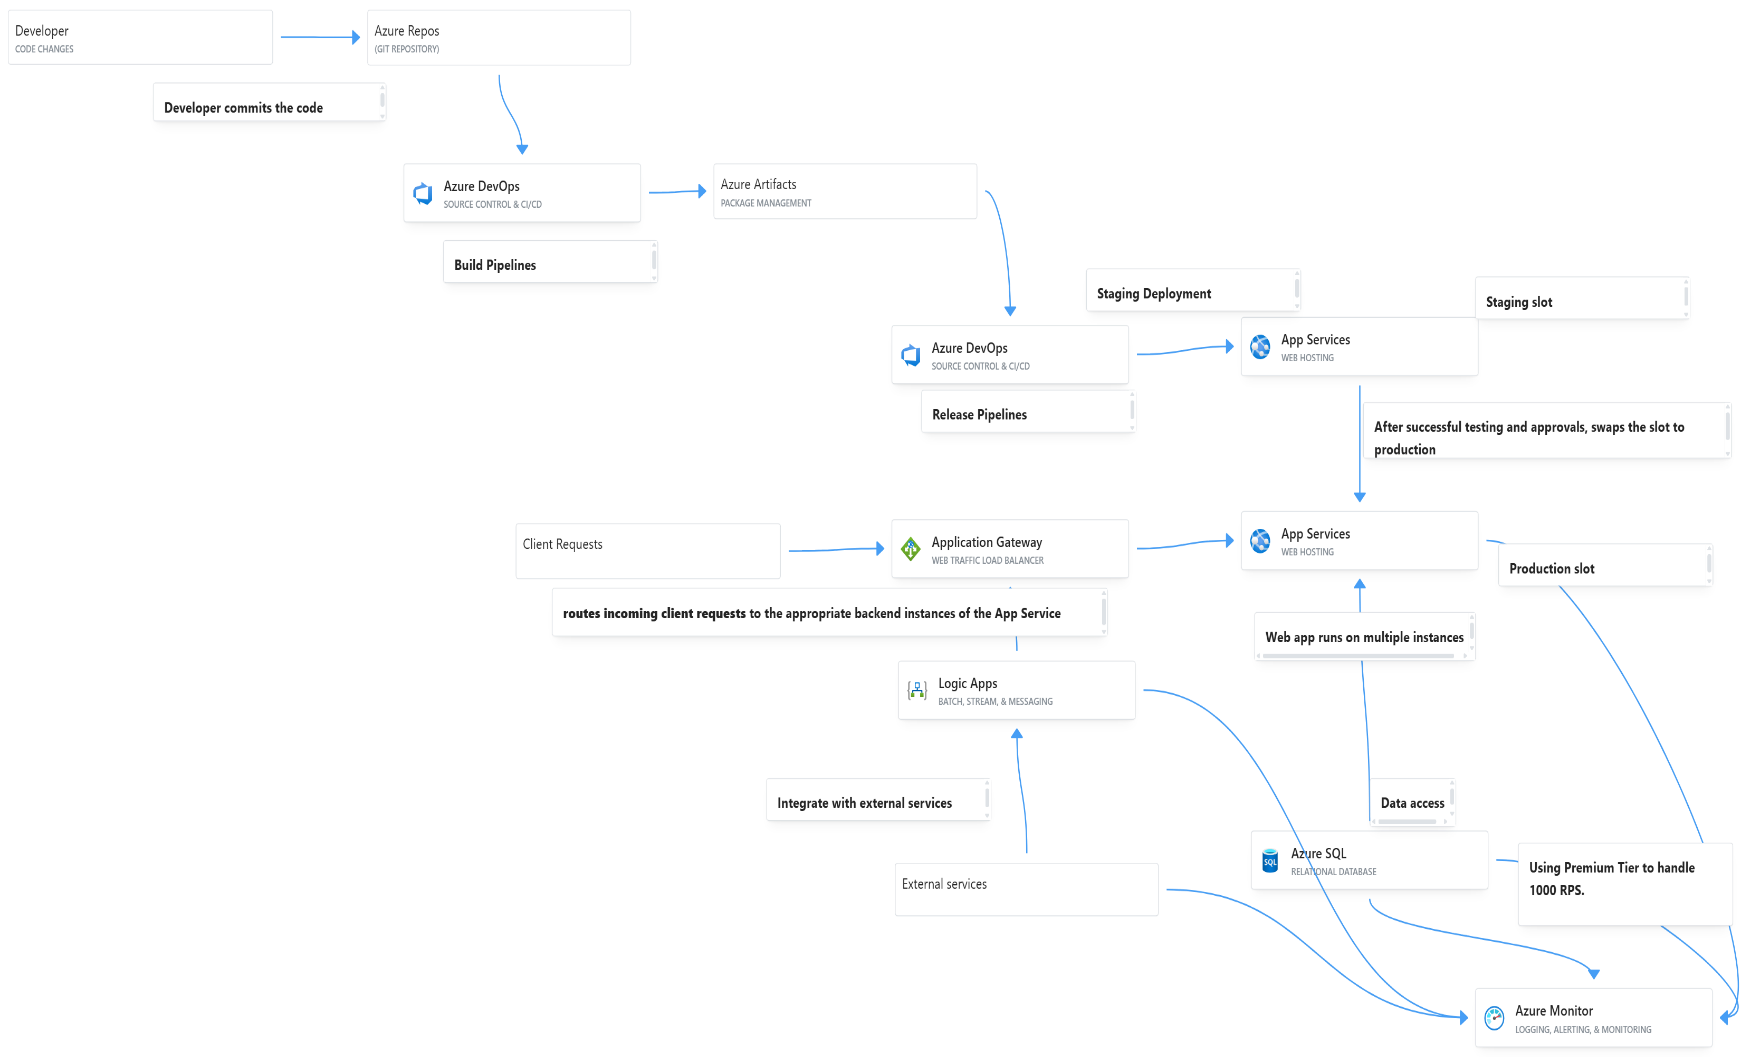 Developer
CODE CHANGES
Azure Repos
(GIT REPOSITORY)
Developer commits the code
Azure DevOps
SOURCE CONTROL & CI/CD
Azure Artifacts
PACKAGE MANAGEMENT
Build Pipelines
Staging Deployment
Staging slot
Azure DevOps
SOURCE CONTROL & CI/CD
App Services
WEB HOSTING
Release Pipelines
After successful testing and approvals, swaps the slot to
production
Client Requests
Application Gateway
WEB TRAFFIC LOAD BALANCER
App Services
WEB HOSTING
Production slot
routes incoming client requests to the appropriate backend instances of the App Service
Web app runs on multiple instances
Logic Apps
BATCH, STREAM, & MESSAGING
Integrate with external services
Data access
External services
Azure SQL
RELATIONAL DATABASE
SQL
Using Premium Tier to handle
1000 RPS.
Azure Monitor
LOGGING, ALERTING, & MONITORING